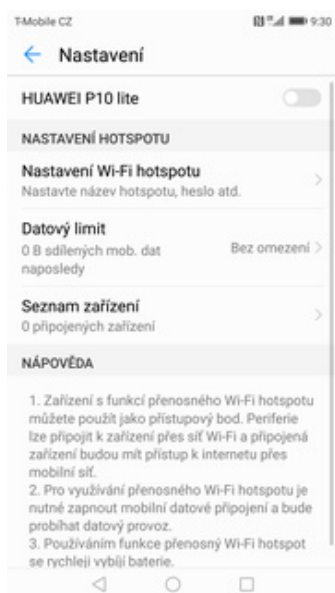 T-Mobile CZ 9:30
Nastavení
HUAWEI P10 lite
NASTAVENÍ HOTSPOTU
Nastavení Wi-Fi hotspotu
Nastavte název hotspotu, heslo atd.
Datový limit
0 B sdílených mob. dat Bez omezení
naposledy
Seznam zařízení
0 připojených zařízení
NÁPOVĚDA
1. Zařízení s funkcí přenosného Wi-Fi hotspotu
můžete použít jako přístupový bod. Periferie
lze připojit k zařízení přes síť Wi-Fi a připojená
zařízení budou mít přístup k internetu přes
mobilní síť.
2. Pro využívání přenosného Wi-Fi hotspotu je
nutné zapnout mobilní datové připojení a bude
probíhat datový provoz.
3. Používáním funkce přenosný Wi-Fi hotspot
se rychleji vybíjí baterie.